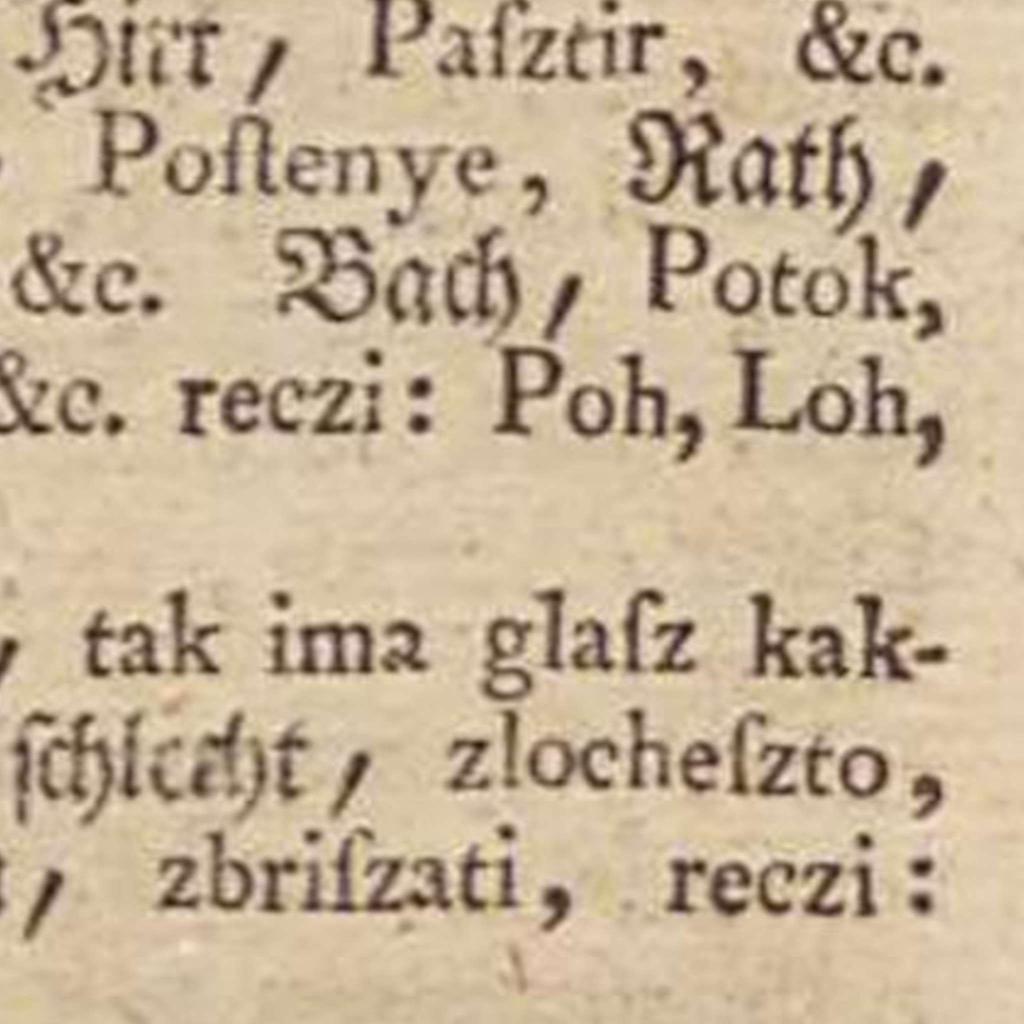 Hirt, Paſztir, &c.
Poſtenye, Rath,
&c. Bach, Potok,
&c. reczi: Poh, Loh,
, tak ima glaſz kak-
ſchlecht, zlocheſzto,
, zbriſzati, reczi: